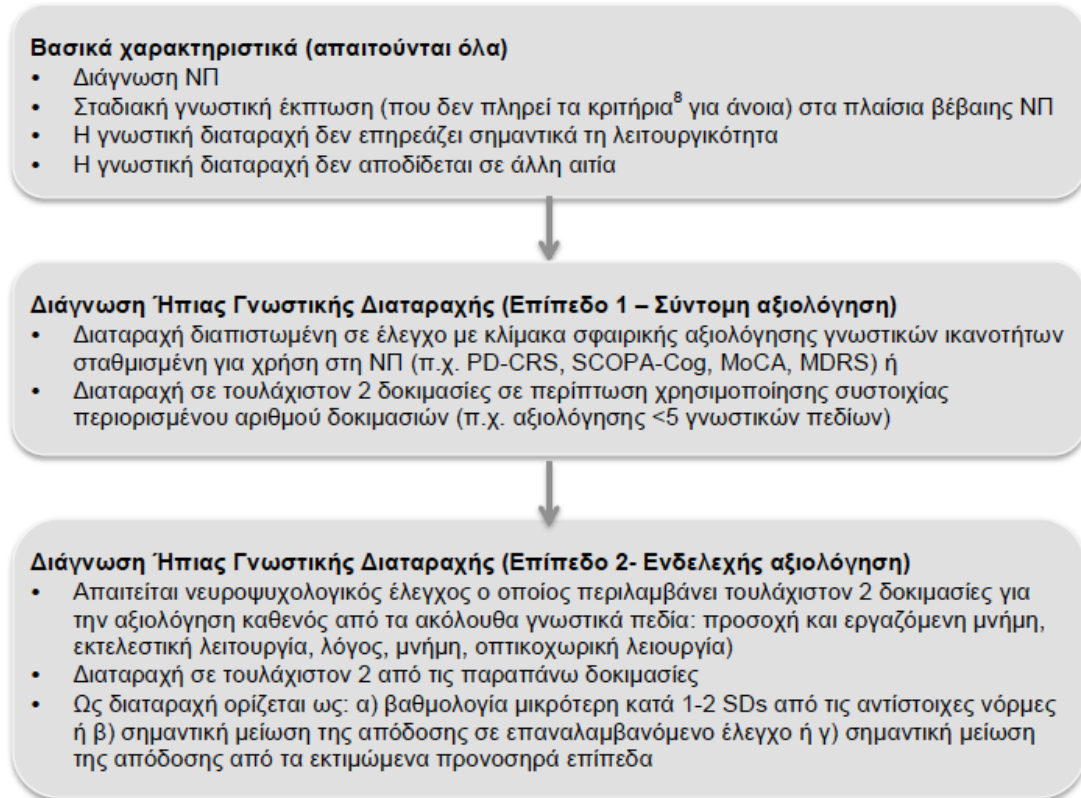 Βασικά χαρακτηριστικά (απαιτούνται όλα)
• Διάγνωση ΝΠ
• Σταδιακή γνωστική έκπτωση (που δεν πληρεί τα κριτήρια⁸ για άνοια) στα πλαίσια βέβαιης ΝΠ
• Η γνωστική διαταραχή δεν επηρεάζει σημαντικά τη λειτουργικότητα
• Η γνωστική διαταραχή δεν αποδίδεται σε άλλη αιτία
Διάγνωση Ήπιας Γνωστικής Διαταραχής (Επίπεδο 1 – Σύντομη αξιολόγηση)
• Διαταραχή διαπιστωμένη σε έλεγχο με κλίμακα σφαιρικής αξιολόγησης γνωστικών ικανοτήτων
σταθμισμένη για χρήση στη ΝΠ (π.χ. PD-CRS, SCOPA-Cog, MoCA, MDRS) ή
• Διαταραχή σε τουλάχιστον 2 δοκιμασίες σε περίπτωση χρησιμοποίησης συστοιχίας
περιορισμένου αριθμού δοκιμασιών (π.χ. αξιολόγησης <5 γνωστικών πεδίων)
Διάγνωση Ήπιας Γνωστικής Διαταραχής (Επίπεδο 2- Ενδελεχής αξιολόγηση)
• Απαιτείται νευροψυχολογικός έλεγχος ο οποίος περιλαμβάνει τουλάχιστον 2 δοκιμασίες για
την αξιολόγηση καθενός από τα ακόλουθα γνωστικά πεδία: προσοχή και εργαζόμενη μνήμη,
εκτελεστική λειτουργία, λόγος, μνήμη, οπτικοχωρική λειουργία)
• Διαταραχή σε τουλάχιστον 2 από τις παραπάνω δοκιμασίες
• Ως διαταραχή ορίζεται ως: α) βαθμολογία μικρότερη κατά 1-2 SDs από τις αντίστοιχες νόρμες
ή β) σημαντική μείωση της απόδοσης σε επαναλαμβανόμενο έλεγχο ή γ) σημαντική μείωση
της απόδοσης από τα εκτιμώμενα προνοσηρά επίπεδα